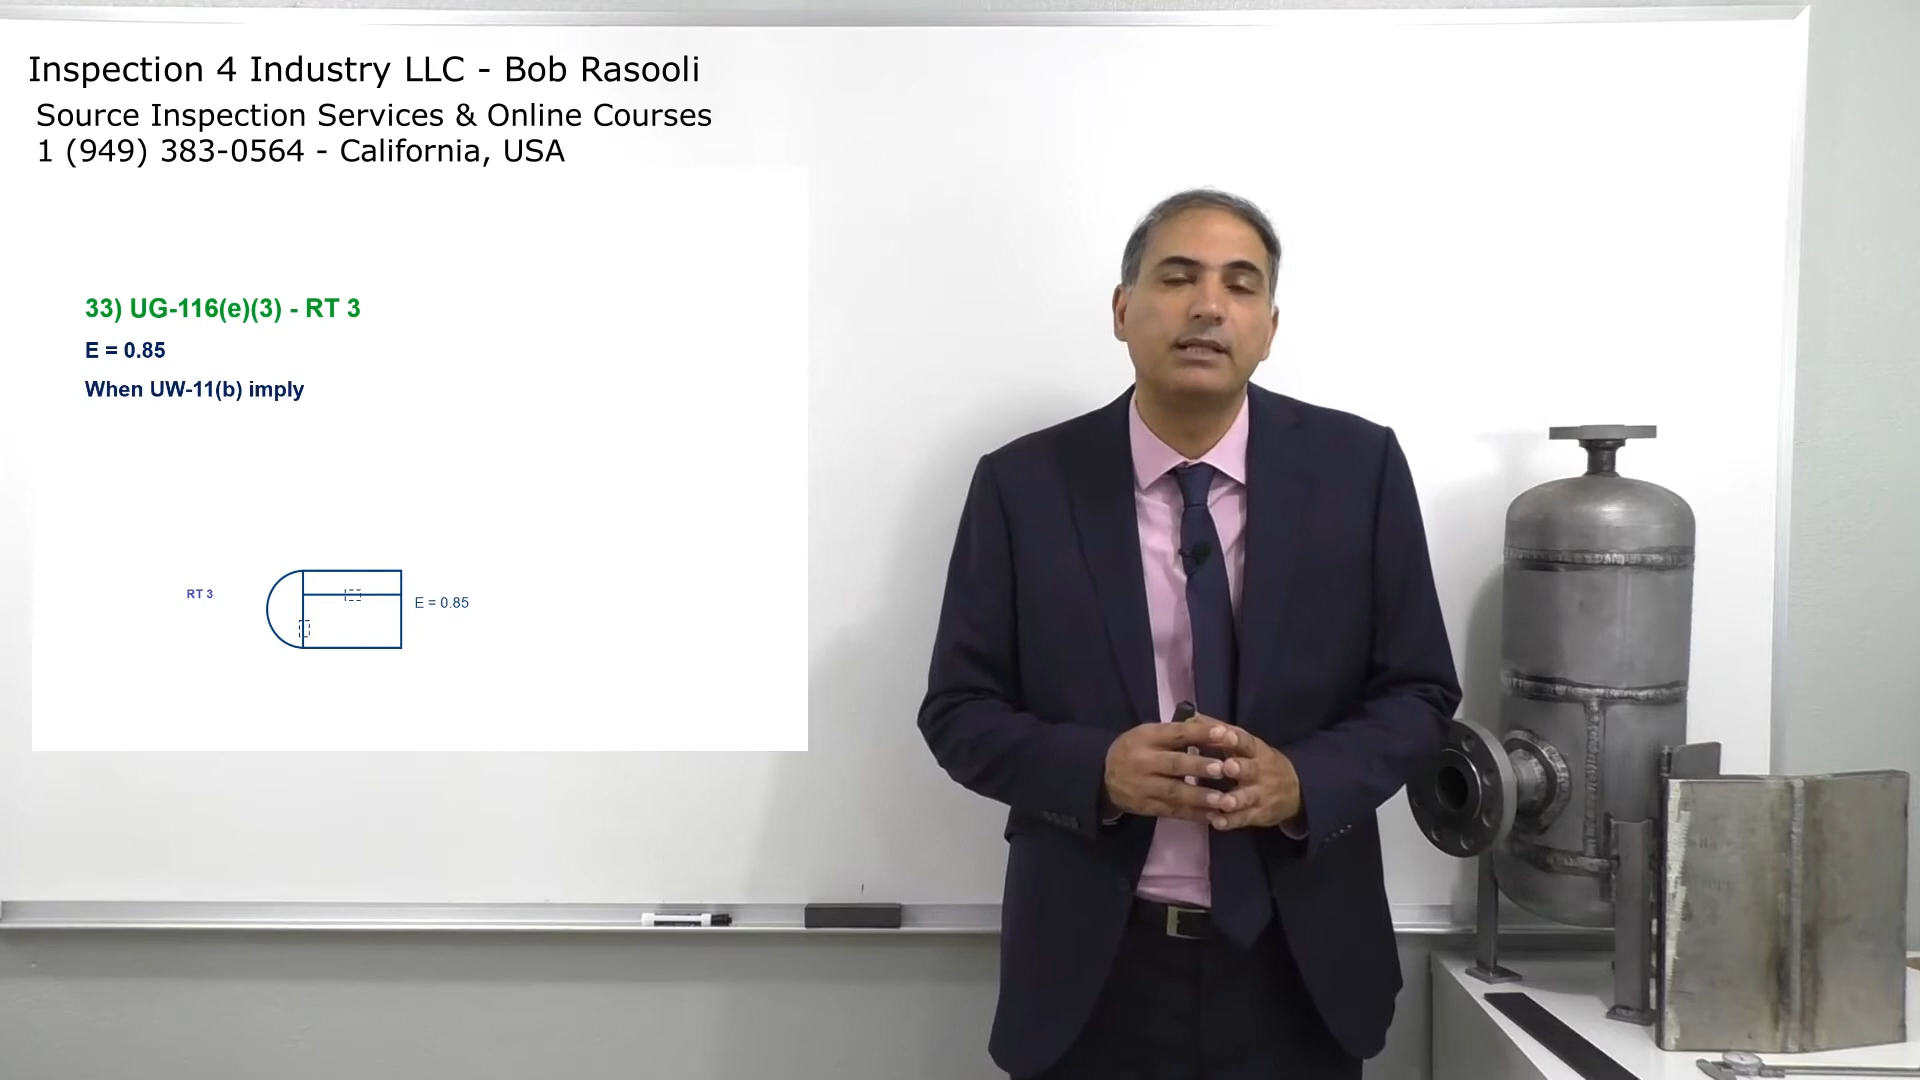 Inspection 4 Industry LLC - Bob Rasooli
Source Inspection Services & Online Courses
1 (949) 383-0564 - California, USA
33) UG-116(e)(3) - RT 3
E = 0.85
When UW-11(b) imply
RT 3
E = 0.85